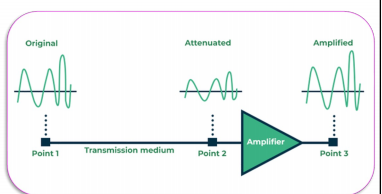 Original
Attenuated
Amplified
Amplifier
Point 1
Transmission medium
Point 2
Point 3